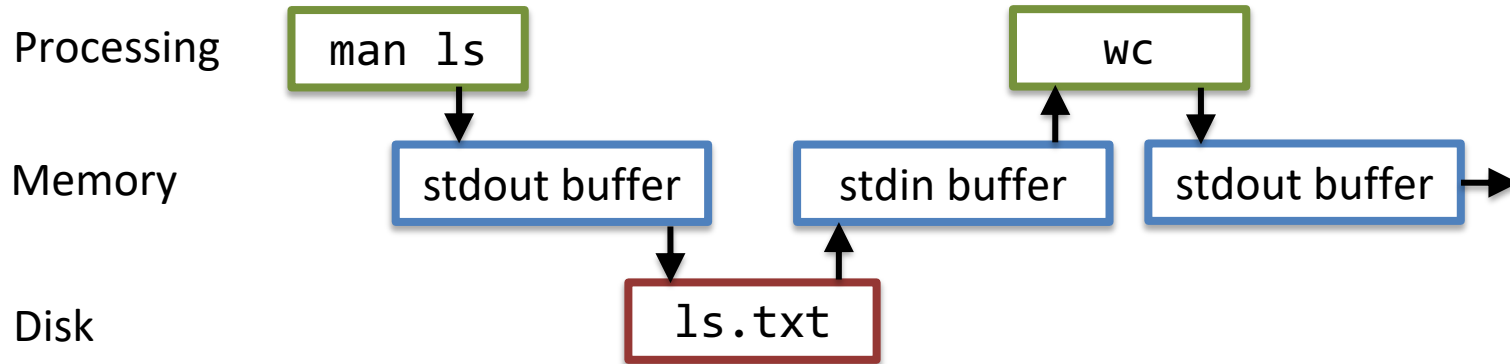 Processing man ls wc
Memory stdout buffer stdin buffer stdout buffer
Disk ls.txt